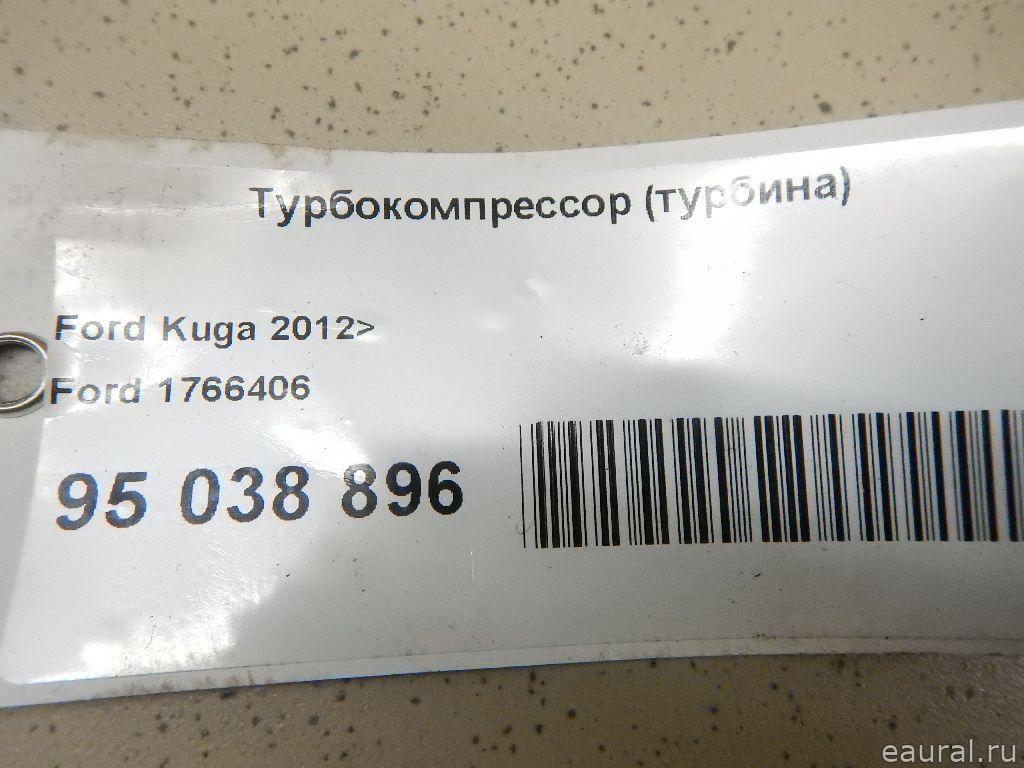 Турбокомпрессор (турбина)
Ford Kuga 2012>
Ford 1766406
95 038 896
eaural.ru